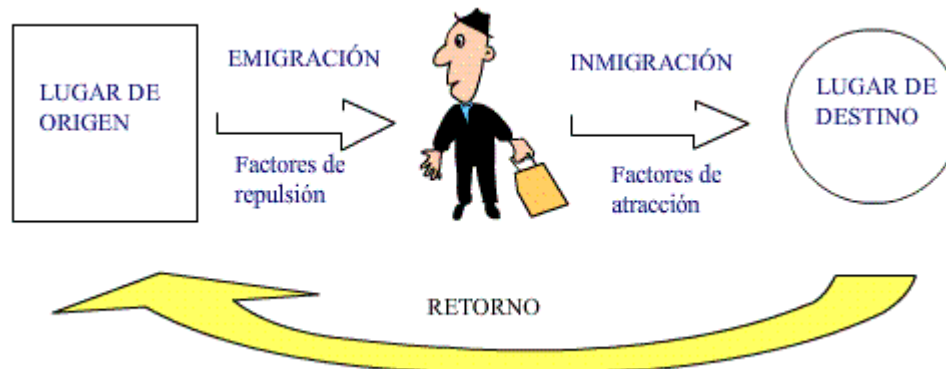 LUGAR DE
ORIGEN
EMIGRACIÓN
Factores de
repulsión
INMIGRACIÓN
Factores de
atracción
LUGAR DE
DESTINO
RETORNO